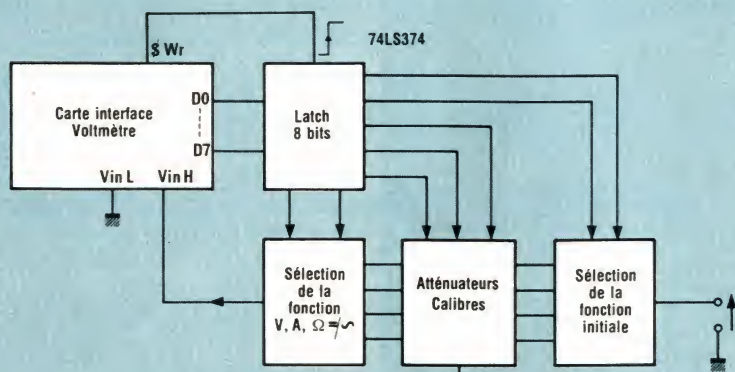 $ Wr
74LS374
Carte interface
Voltmètre
D0
D7
Vin L
Vin H
Latch
8 bits
Sélection
de la
fonction
V, A, Ω =/~
Atténuateurs
Calibres
Sélection
de la
fonction
initiale